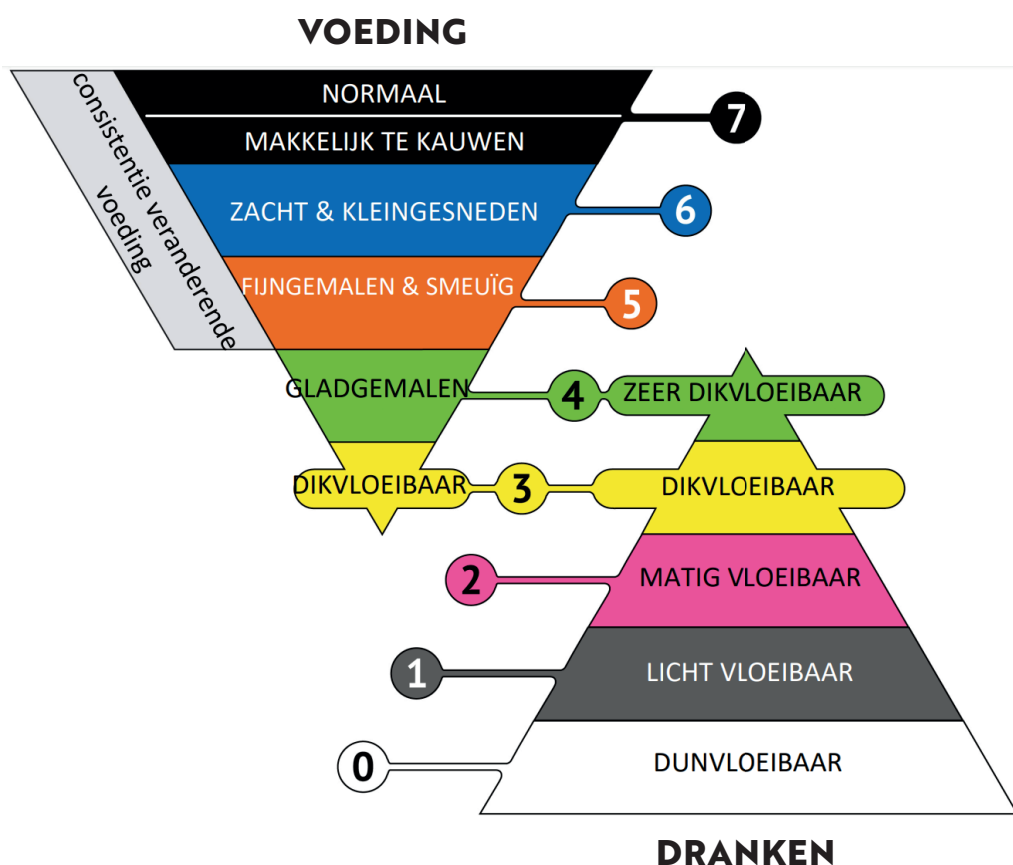 VOEDING
consistentie veranderende
voeding
NORMAAL
MAKKELIJK TE KAUWEN
7
ZACHT & KLEINGESNEDEN
6
FIJNGEMALEN & SMEUÏG
5
GLADGEMALEN
4
ZEER DIKVLOEIBAAR
DIKVLOEIBAAR
3
DIKVLOEIBAAR
2
MATIG VLOEIBAAR
1
LICHT VLOEIBAAR
0
DUNVLOEIBAAR
DRANKEN